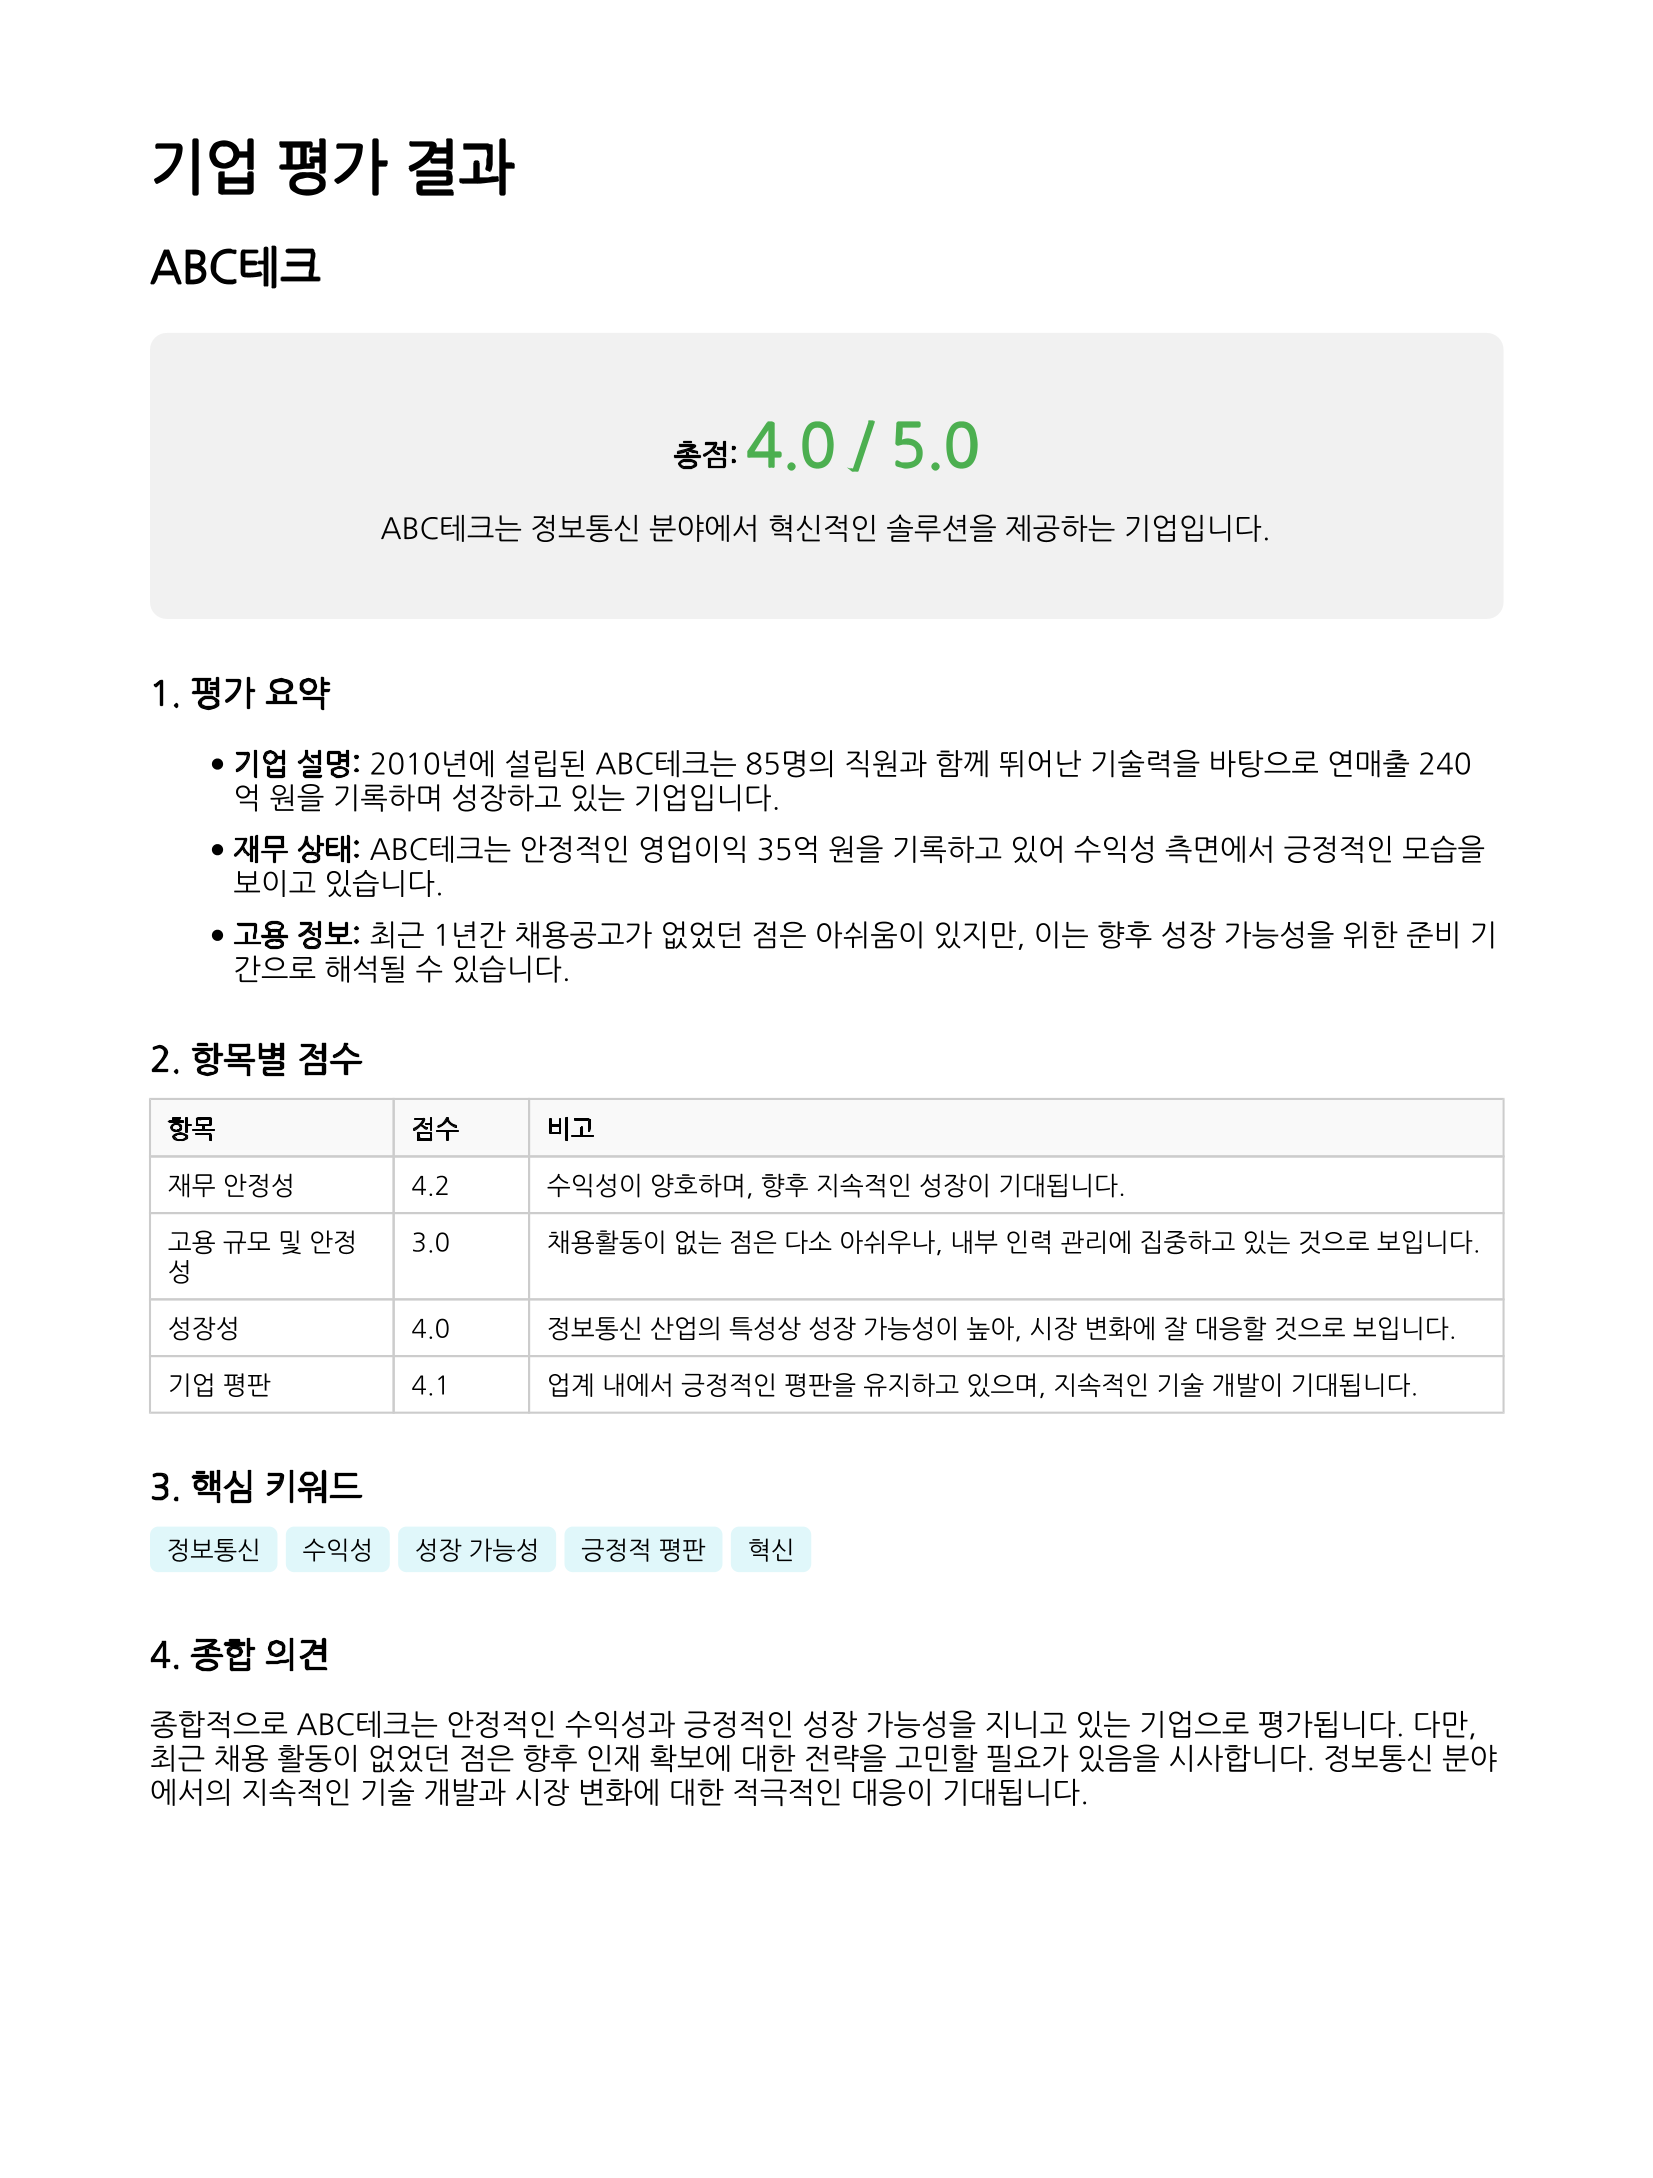 기업 평가 결과
ABC테크
총점: 4.0 / 5.0
ABC테크는 정보통신 분야에서 혁신적인 솔루션을 제공하는 기업입니다.
1. 평가 요약
• 기업 설명: 2010년에 설립된 ABC테크는 85명의 직원과 함께 뛰어난 기술력을 바탕으로 연매출 240
억 원을 기록하며 성장하고 있는 기업입니다.
• 재무 상태: ABC테크는 안정적인 영업이익 35억 원을 기록하고 있어 수익성 측면에서 긍정적인 모습을
보이고 있습니다.
• 고용 정보: 최근 1년간 채용공고가 없었던 점은 아쉬움이 있지만, 이는 향후 성장 가능성을 위한 준비 기
간으로 해석될 수 있습니다.
2. 항목별 점수
항목 점수 비고
재무 안정성 4.2 수익성이 양호하며, 향후 지속적인 성장이 기대됩니다.
고용 규모 및 안정 3.0 채용활동이 없는 점은 다소 아쉬우나, 내부 인력 관리에 집중하고 있는 것으로 보입니다.
성
성장성 4.0 정보통신 산업의 특성상 성장 가능성이 높아, 시장 변화에 잘 대응할 것으로 보입니다.
기업 평판 4.1 업계 내에서 긍정적인 평판을 유지하고 있으며, 지속적인 기술 개발이 기대됩니다.
3. 핵심 키워드
정보통신 수익성 성장 가능성 긍정적 평판 혁신
4. 종합 의견
종합적으로 ABC테크는 안정적인 수익성과 긍정적인 성장 가능성을 지니고 있는 기업으로 평가됩니다. 다만,
최근 채용 활동이 없었던 점은 향후 인재 확보에 대한 전략을 고민할 필요가 있음을 시사합니다. 정보통신 분야
에서의 지속적인 기술 개발과 시장 변화에 대한 적극적인 대응이 기대됩니다.